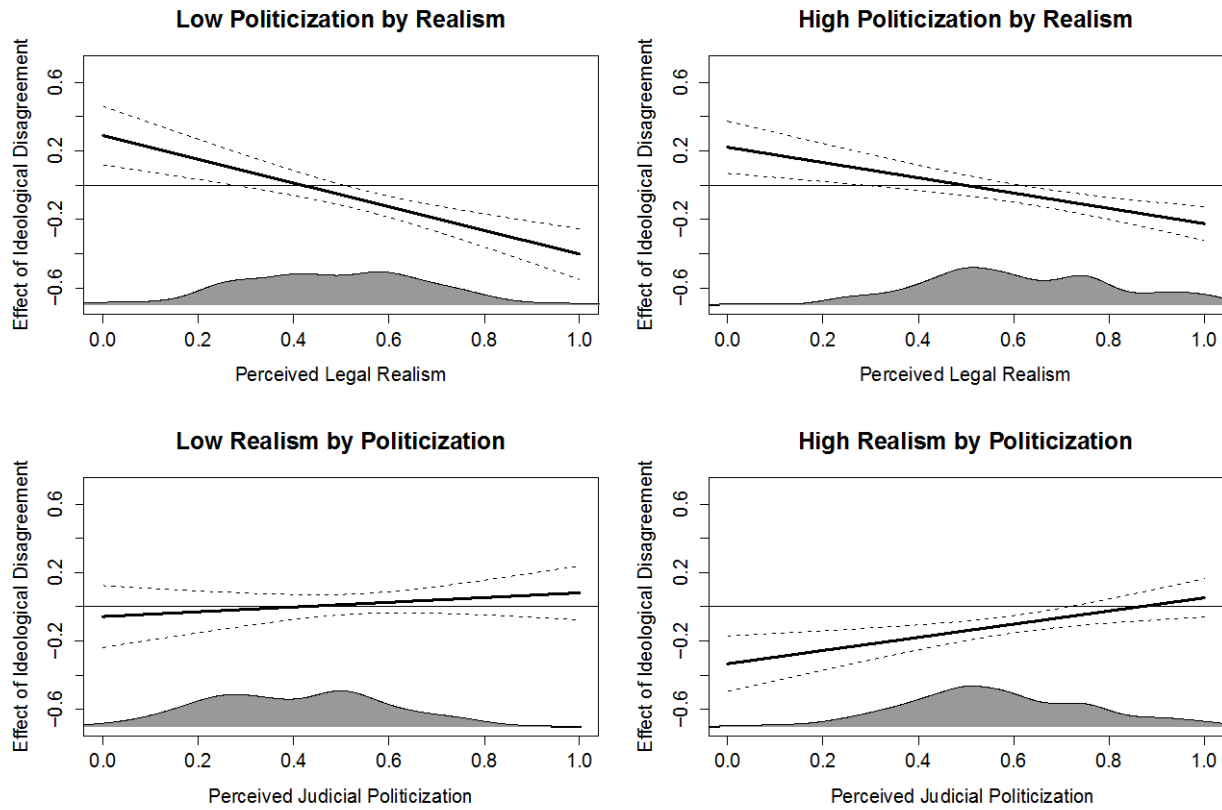 Low Politicization by Realism
Effect of Ideological Disagreement
0.6
0.2
−0.2
−0.6
0.0 0.2 0.4 0.6 0.8 1.0
Perceived Legal Realism
High Politicization by Realism
Effect of Ideological Disagreement
0.6
0.2
−0.2
−0.6
0.0 0.2 0.4 0.6 0.8 1.0
Perceived Legal Realism
Low Realism by Politicization
Effect of Ideological Disagreement
0.6
0.2
−0.2
−0.6
0.0 0.2 0.4 0.6 0.8 1.0
Perceived Judicial Politicization
High Realism by Politicization
Effect of Ideological Disagreement
0.6
0.2
−0.2
−0.6
0.0 0.2 0.4 0.6 0.8 1.0
Perceived Judicial Politicization